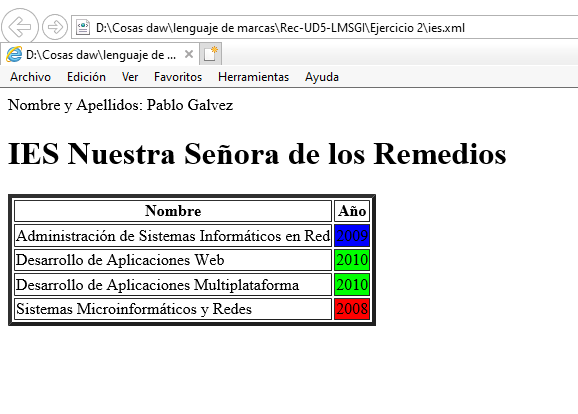 D:\Cosas daw\lenguaje de marcas\Rec-UD5-LMSGI\Ejercicio 2\ies.xml
D:\Cosas daw\lenguaje de ...
Archivo Edición Ver Favoritos Herramientas Ayuda
Nombre y Apellidos: Pablo Galvez
IES Nuestra Señora de los Remedios
Nombre Año
Administración de Sistemas Informáticos en Red 2009
Desarrollo de Aplicaciones Web 2010
Desarrollo de Aplicaciones Multiplataforma 2010
Sistemas Microinformáticos y Redes 2008